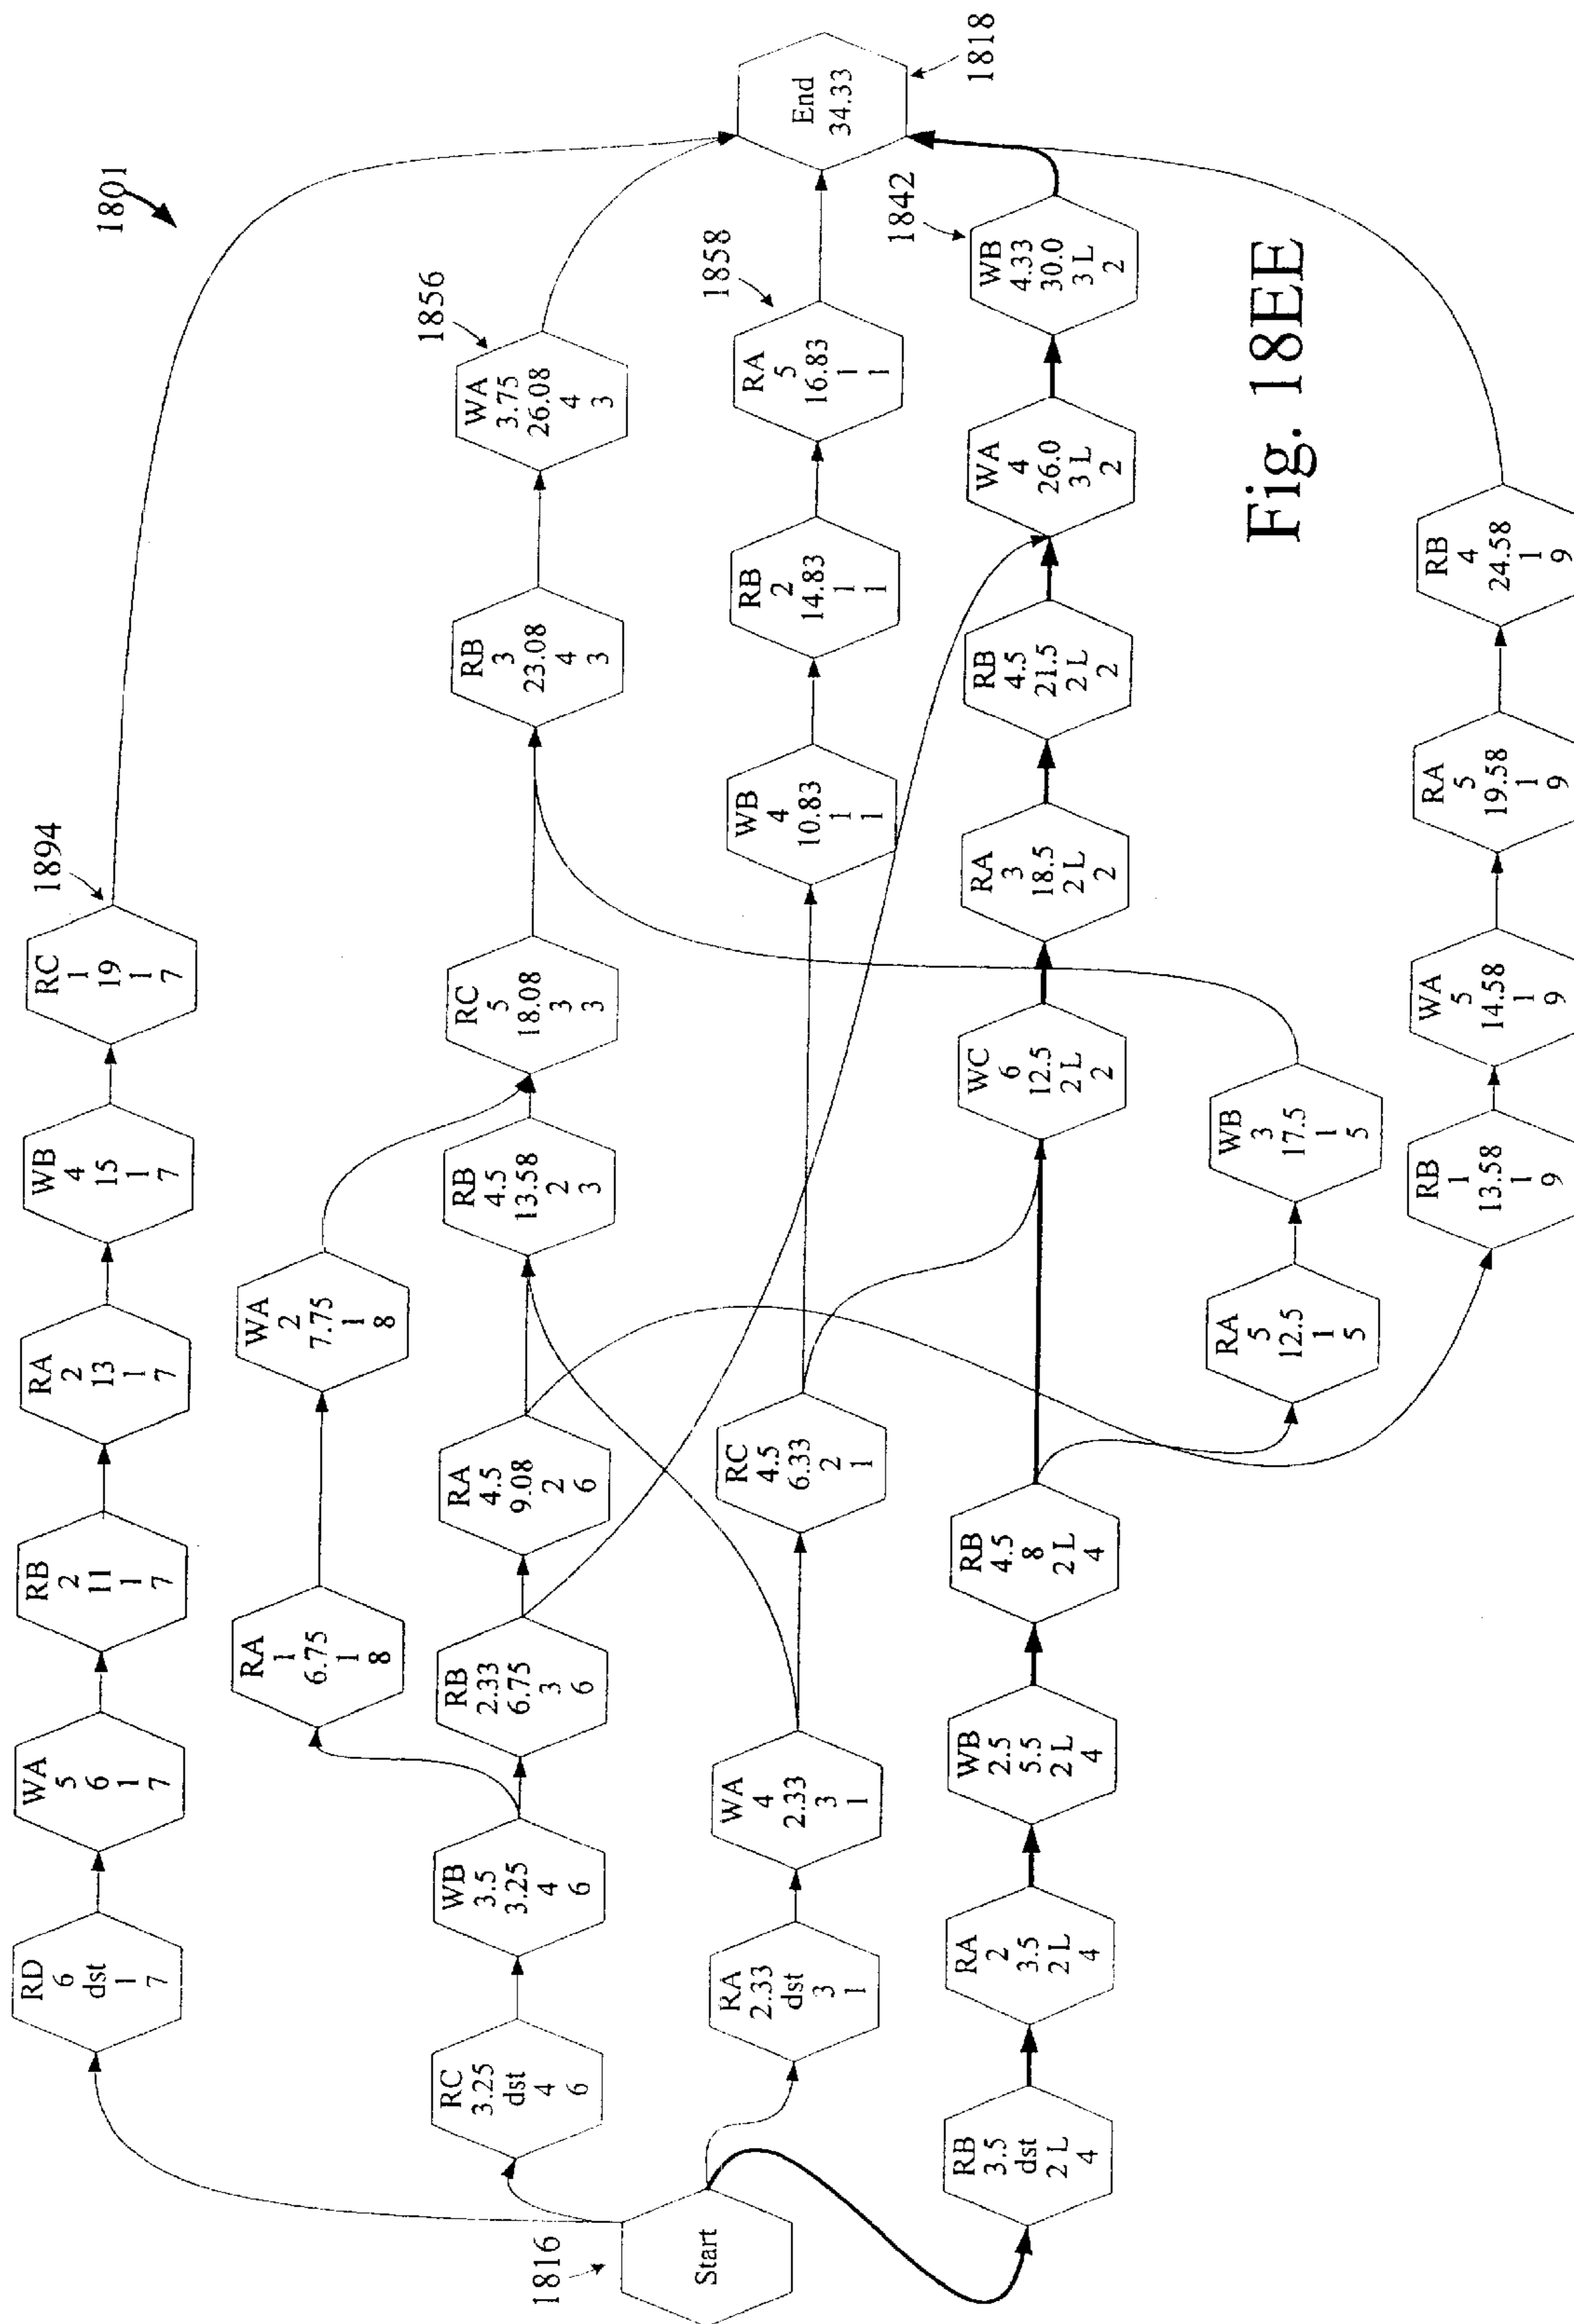 1801
RD
6
dst
1
7
WA
5
6
1
7
RB
2
11
1
7
RA
2
13
1
7
WB
4
15
1
7
RC
1
19
1
7
1894
RA
1
6.75
1
8
WA
2
7.75
1
8
RC
3.25
dst
4
6
WB
3.5
3.25
4
6
RB
2.33
6.75
3
6
RA
4.5
9.08
2
6
RB
4.5
13.58
2
3
RC
5
18.08
3
3
RB
3
23.08
4
3
WA
3.75
26.08
4
3
1856
1816
Start
RA
2.33
dst
3
1
WA
4
2.33
3
1
RC
4.5
6.33
2
1
WB
4
10.83
1
1
RB
2
14.83
1
1
RA
5
16.83
1
1
1858
End
34.33
1818
RB
3.5
dst
2 L
4
RA
2
3.5
2 L
4
WB
2.5
5.5
2 L
4
RB
4.5
8
2 L
4
WC
6
12.5
2 L
2
RA
3
18.5
2 L
2
RB
4.5
21.5
2 L
2
WA
4
26.0
3 L
2
WB
4.33
30.0
3 L
2
1842
RA
5
12.5
1
5
WB
3
17.5
1
5
RB
1
13.58
1
9
WA
5
14.58
1
9
RA
5
19.58
1
9
RB
4
24.58
1
9
Fig. 18EE